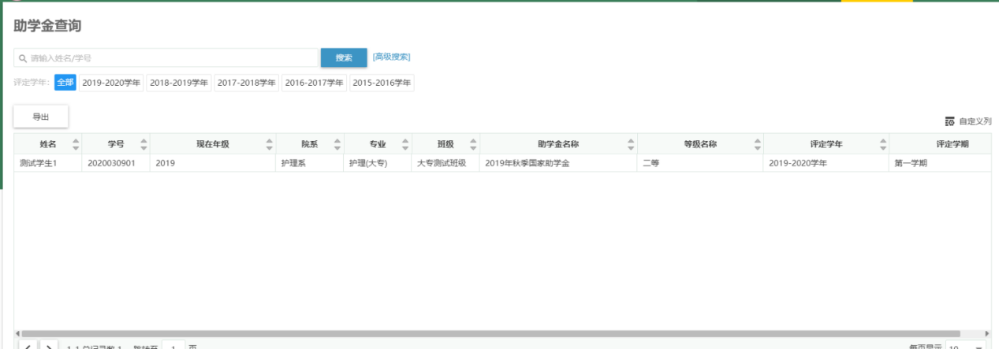 助学金查询
请输入姓名/学号 搜索 [高级搜索]
评定学年: 全部 2019-2020学年 2018-2019学年 2017-2018学年 2016-2017学年 2015-2016学年
导出
自定义列
姓名 学号 现在年级 院系 专业 班级 助学金名称 等级名称 评定学年 评定学期
测试学生1 2020030901 2019 护理系 护理(大专) 大专测试班级 2019年秋季国家助学金 二等 2019-2020学年 第一学期
1-1 总记录数 1 跳转至 1 页 每页显示 10